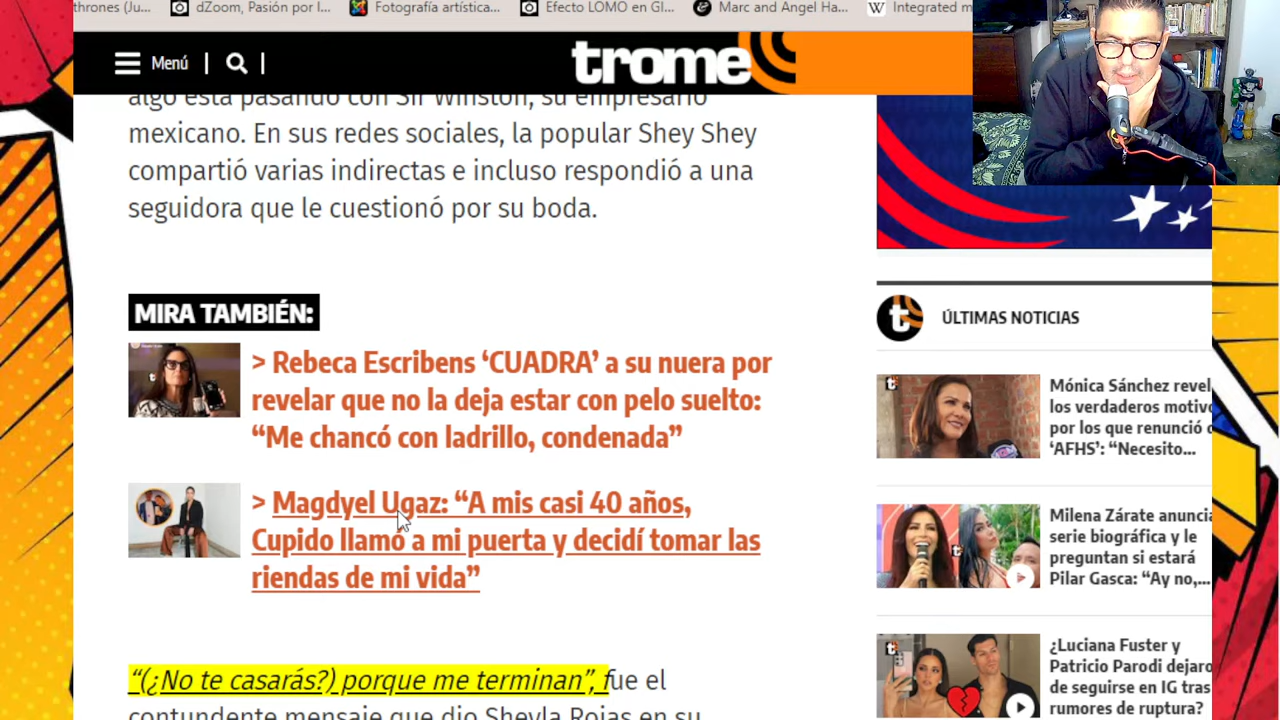 thrones (Ju...
dZoom, Pasión por l...
Fotografía artística...
Efecto LOMO en GI...
Marc and Angel Ha...
W
Integrated m
Menú
trome
algo está pasando con Sir Winston, su empresario
mexicano. En sus redes sociales, la popular Shey Shey
compartió varias indirectas e incluso respondió a una
seguidora que le cuestionó por su boda.
MIRA TAMBIÉN:
> Rebeca Escribens ‘CUADRA’ a su nuera por
revelar que no la deja estar con pelo suelto:
“Me chancó con ladrillo, condenada”
> Magdyel Ugaz: “A mis casi 40 años,
Cupido llamó a mi puerta y decidí tomar las
riendas de mi vida”
“(¿No te casarás?) porque me terminan”, fue el
contundente mensaje que dio Sheyla Rojas en su
t
ÚLTIMAS NOTICIAS
Mónica Sánchez revel
los verdaderos motivo
por los que renunció
‘AFHS’: “Necesito...
Milena Zárate anuncia
serie biográfica y le
preguntan si estará
Pilar Gasca: “Ay no,...
¿Luciana Fuster y
Patricio Parodi dejaro
de seguirse en IG tras
rumores de ruptura?